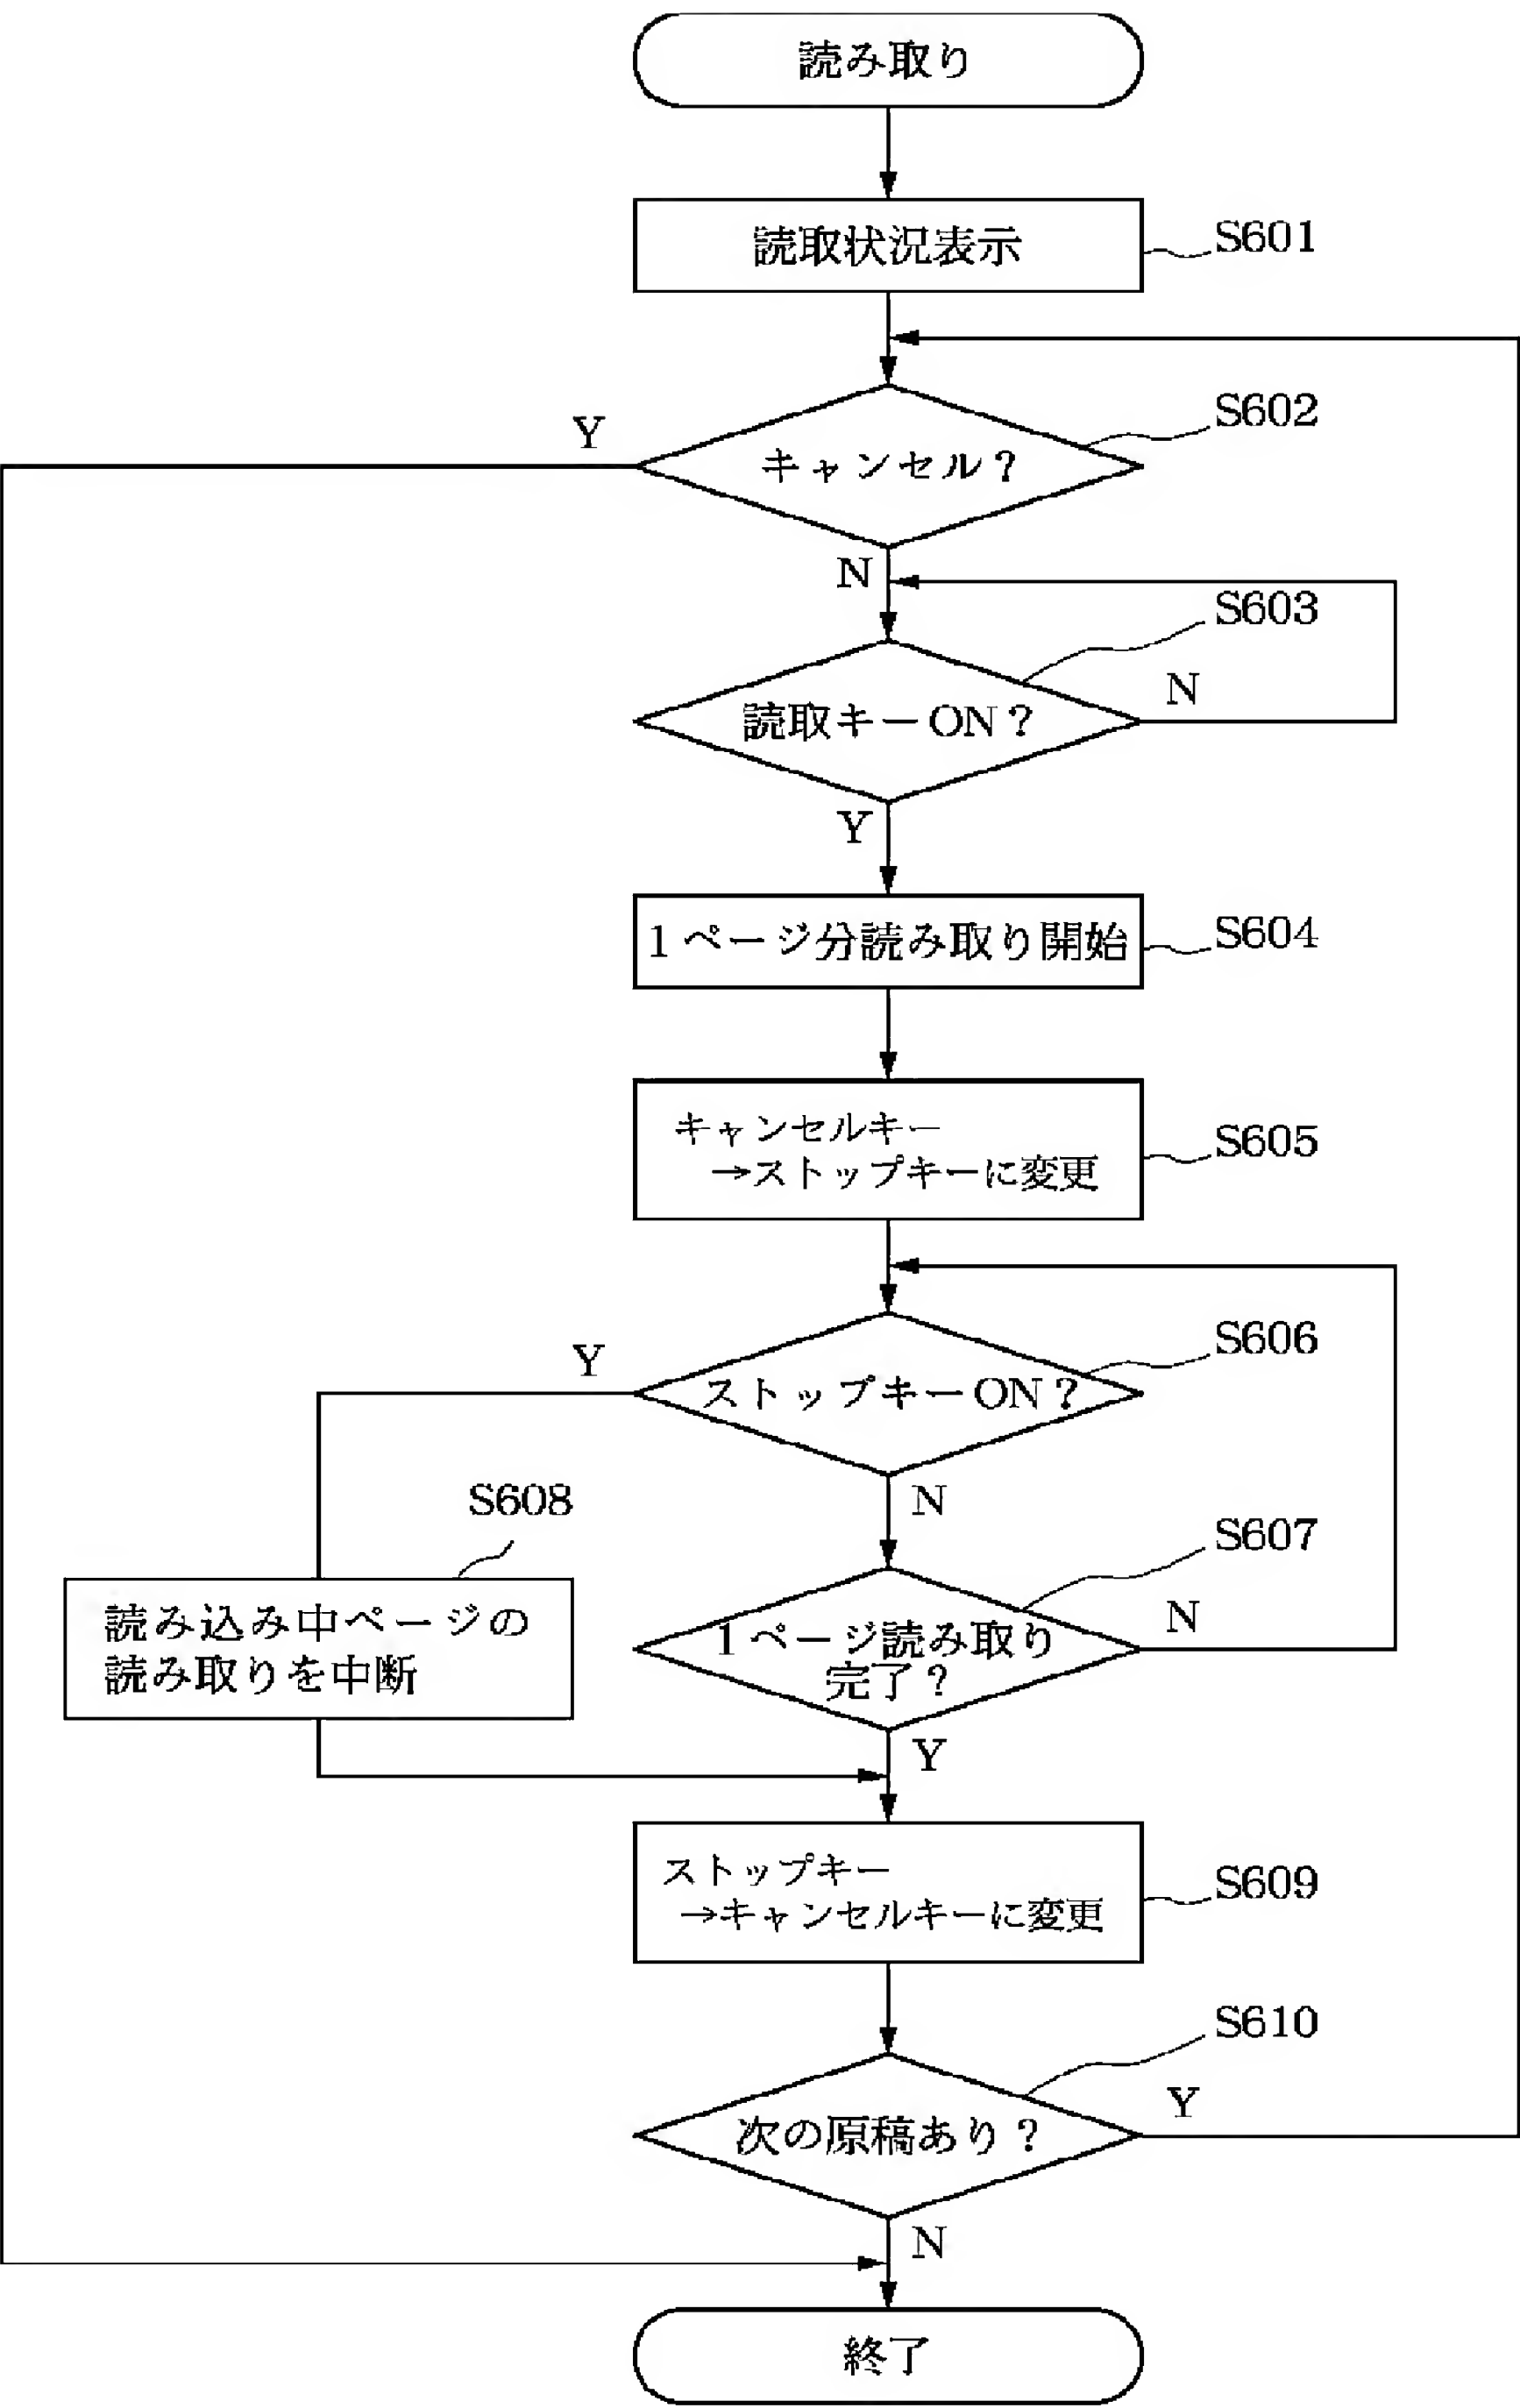 読み取り
読取状況表示
S601
キャンセル？
S602
Y
N
読取キーON？
S603
N
Y
1ページ分読み取り開始
S604
キャンセルキー
→ストップキーに変更
S605
ストップキーON？
S606
Y
N
1ページ読み取り
完了？
S607
N
Y
S608
読み込み中ページの
読み取りを中断
ストップキー
→キャンセルキーに変更
S609
次の原稿あり？
S610
Y
N
終了